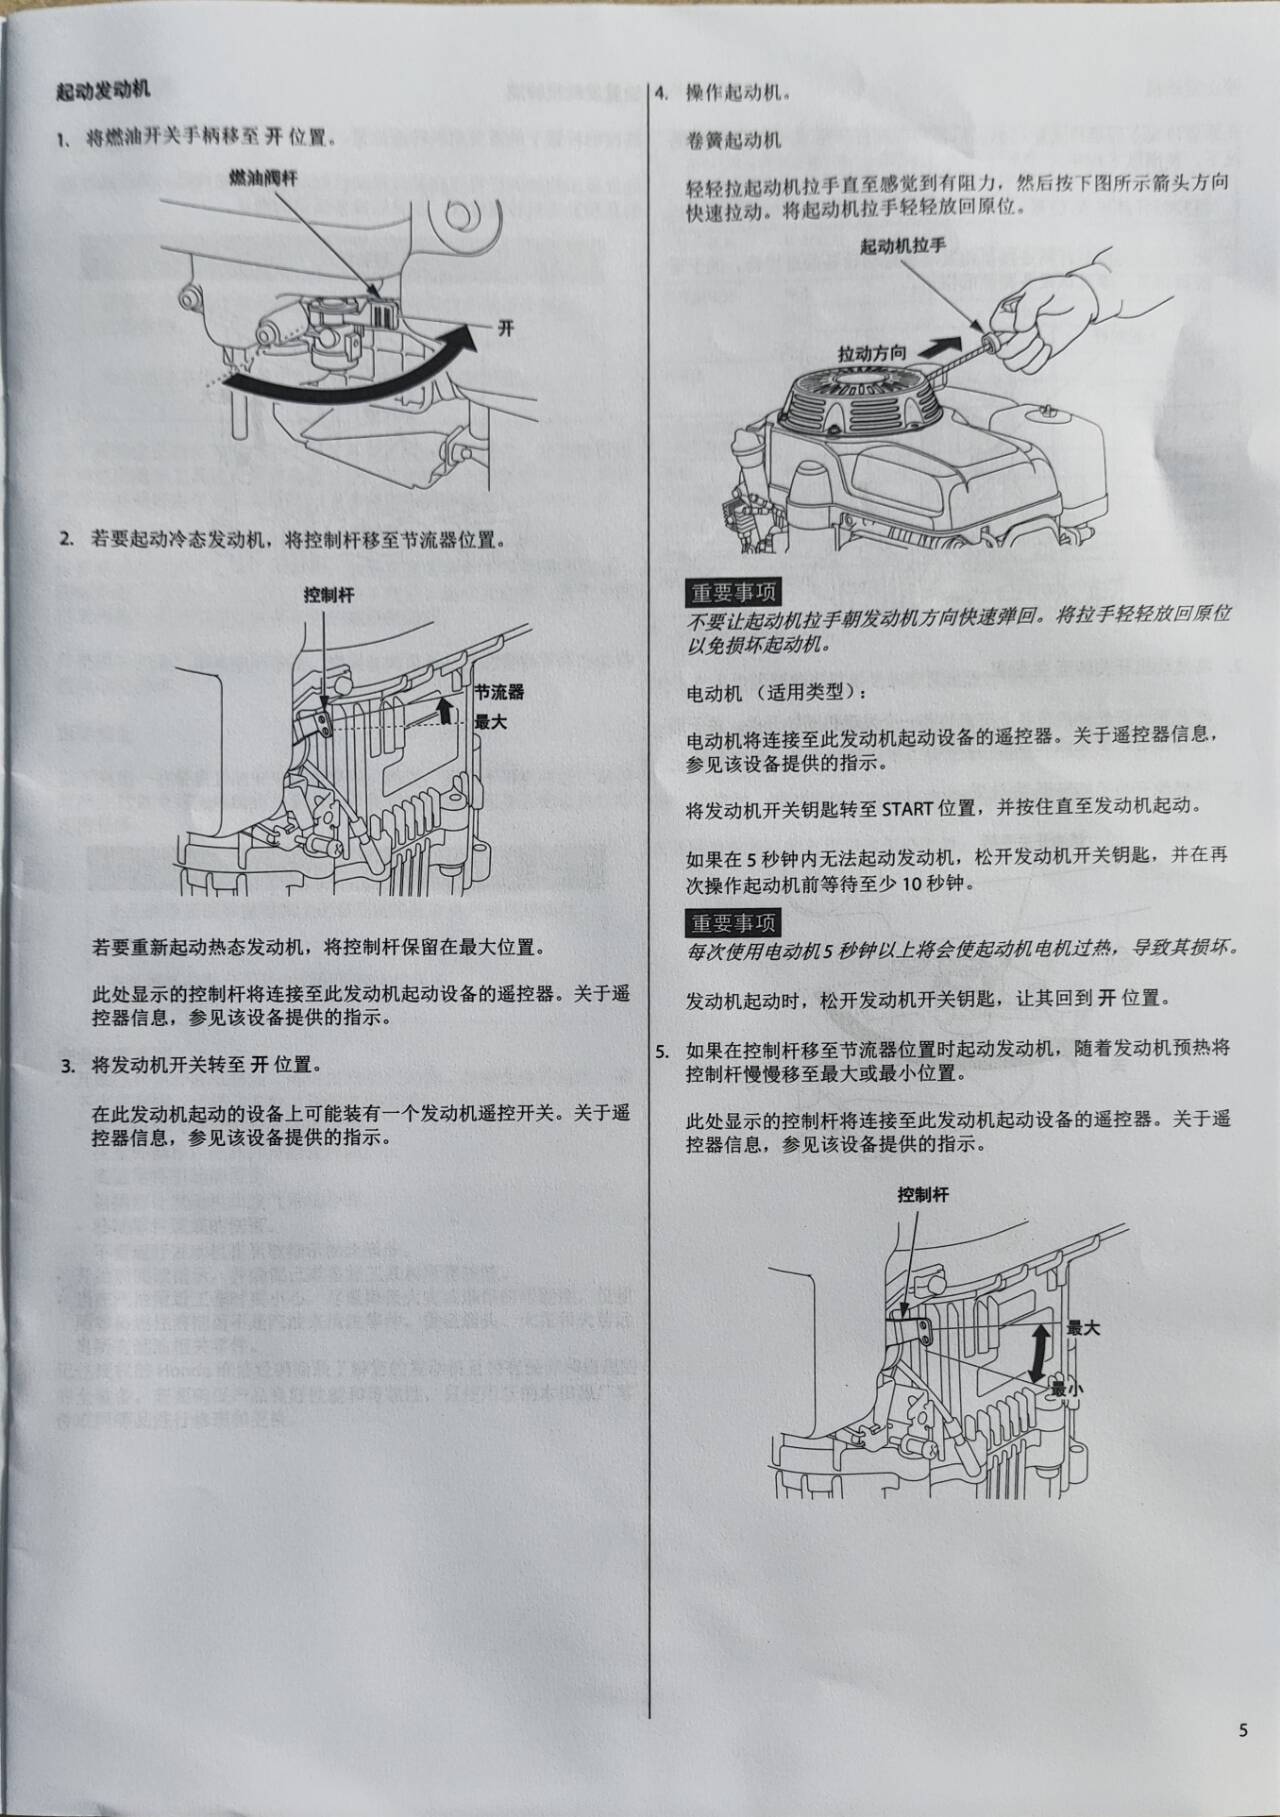 起动发动机
1. 将燃油开关手柄移至 开 位置。
燃油阀杆
开
2. 若要起动冷态发动机，将控制杆移至节流器位置。
控制杆
节流器
最大
若要重新起动热态发动机，将控制杆保留在最大位置。
此处显示的控制杆将连接至此发动机起动设备的遥控器。关于遥
控器信息，参见该设备提供的指示。
3. 将发动机开关转至 开 位置。
在此发动机起动的设备上可能装有一个发动机遥控开关。关于遥
控器信息，参见该设备提供的指示。
4. 操作起动机。
卷簧起动机
轻轻拉起动机拉手直至感觉到有阻力，然后按下图所示箭头方向
快速拉动。将起动机拉手轻轻放回原位。
起动机拉手
拉动方向
重要事项
不要让起动机拉手朝发动机方向快速弹回。将拉手轻轻放回原位
以免损坏起动机。
电动机（适用类型）：
电动机将连接至此发动机起动设备的遥控器。关于遥控器信息，
参见该设备提供的指示。
将发动机开关钥匙转至 START 位置，并按住直至发动机起动。
如果在 5 秒钟内无法起动发动机，松开发动机开关钥匙，并在再
次操作起动机前等待至少 10 秒钟。
重要事项
每次使用电动机 5 秒钟以上将会使起动机电机过热，导致其损坏。
发动机起动时，松开发动机开关钥匙，让其回到 开 位置。
5. 如果在控制杆移至节流器位置时起动发动机，随着发动机预热将
控制杆慢慢移至最大或最小位置。
此处显示的控制杆将连接至此发动机起动设备的遥控器。关于遥
控器信息，参见该设备提供的指示。
控制杆
最大
最小
5